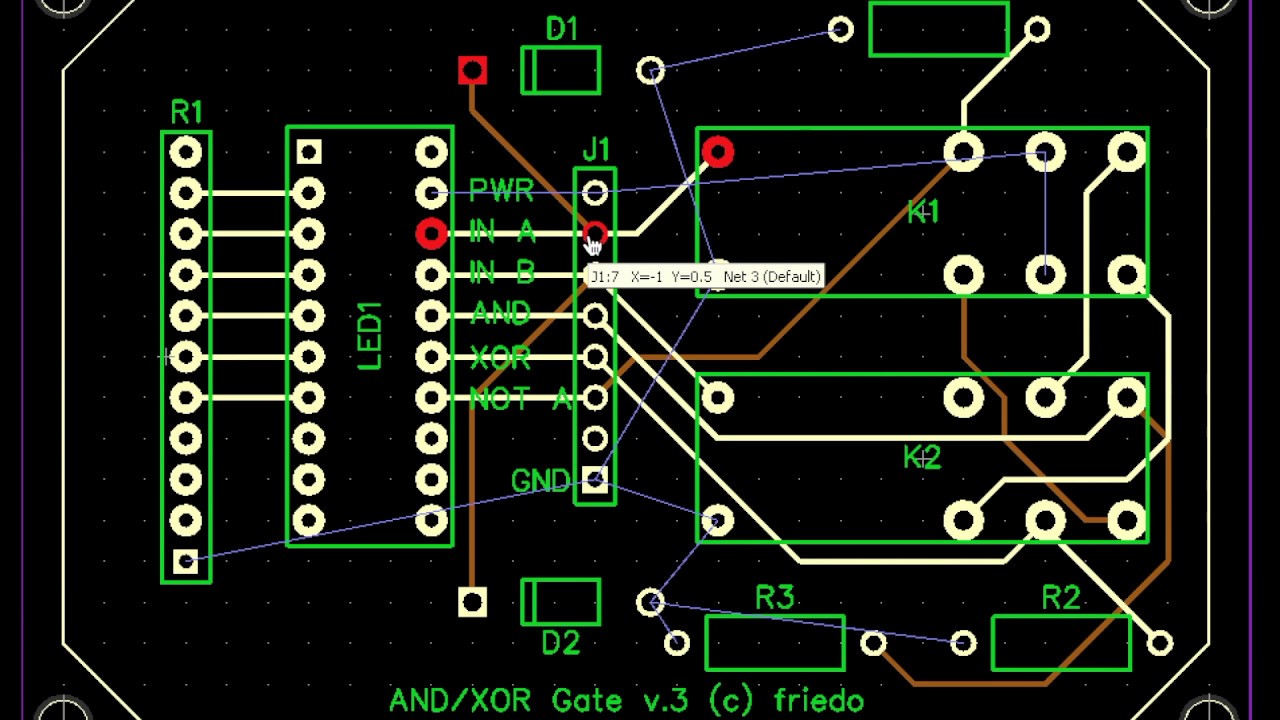 D1
R1
J1
PWR
K1
IN A
J1:7 X=-1 Y=0.5 Net 3 (Default)
IN B
AND
LED1
XOR
NOT A
K2
GND
R3
R2
D2
AND/XOR Gate v.3 (c) friedo